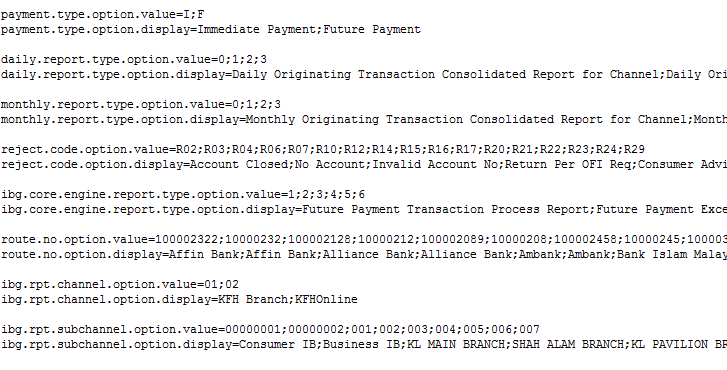 payment.type.option.value=I;F
payment.type.option.display=Immediate Payment;Future Payment
daily.report.type.option.value=0;1;2;3
daily.report.type.option.display=Daily Originating Transaction Consolidated Report for Channel;Daily Ori
monthly.report.type.option.value=0;1;2;3
monthly.report.type.option.display=Monthly Originating Transaction Consolidated Report for Channel;Month
reject.code.option.value=R02;R03;R04;R06;R07;R10;R12;R14;R15;R16;R17;R20;R21;R22;R23;R24;R29
reject.code.option.display=Account Closed;No Account;Invalid Account No;Return Per OFI Req;Consumer Advi
ibg.core.engine.report.type.option.value=1;2;3;4;5;6
ibg.core.engine.report.type.option.display=Future Payment Transaction Process Report;Future Payment Exce
route.no.option.value=100002322;10000232;100002128;10000212;100002089;10000208;100002458;10000245;100003
route.no.option.display=Affin Bank;Affin Bank;Alliance Bank;Alliance Bank;Ambank;Ambank;Bank Islam Malay
ibg.rpt.channel.option.value=01;02
ibg.rpt.channel.option.display=KFH Branch;KFHOnline
ibg.rpt.subchannel.option.value=00000001;00000002;001;002;003;004;005;006;007
ibg.rpt.subchannel.option.display=Consumer IB;Business IB;KL MAIN BRANCH;SHAH ALAM BRANCH;KL PAVILION BR